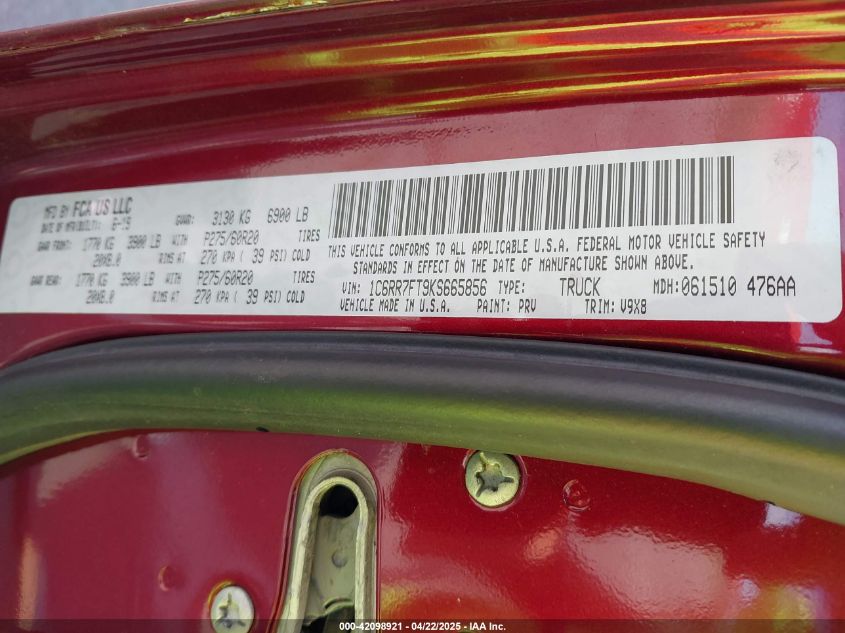 MFD BY FCA US LLC
DATE OF MFR/BUILT: 6-19 GVWR: 3130 KG 6900 LB
GAWR FRONT: 1770 KG 3900 LB WITH P275/60R20 TIRES
20X8.0 RIMS AT 270 KPA ( 39 PSI) COLD
GAWR REAR: 1770 KG 3900 LB WITH P275/60R20 TIRES
20X8.0 RIMS AT 270 KPA ( 39 PSI) COLD
THIS VEHICLE CONFORMS TO ALL APPLICABLE U.S.A. FEDERAL MOTOR VEHICLE SAFETY
STANDARDS IN EFFECT ON THE DATE OF MANUFACTURE SHOWN ABOVE.
VIN: 1C6RR7FT9KS665856 TYPE: TRUCK MDH:061510 476AA
VEHICLE MADE IN U.S.A. PAINT: PRV TRIM: V9X8
000-42098921 - 04/22/2025 - IAA Inc.